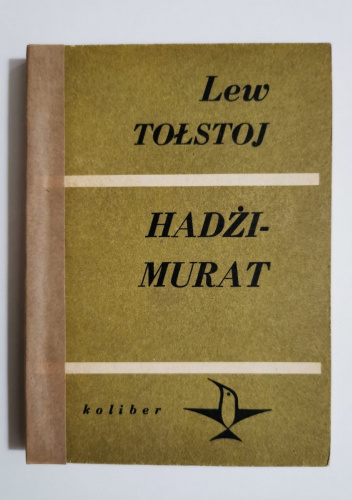 Lew
TOŁSTOJ
HADŻI-
MURAT
koliber